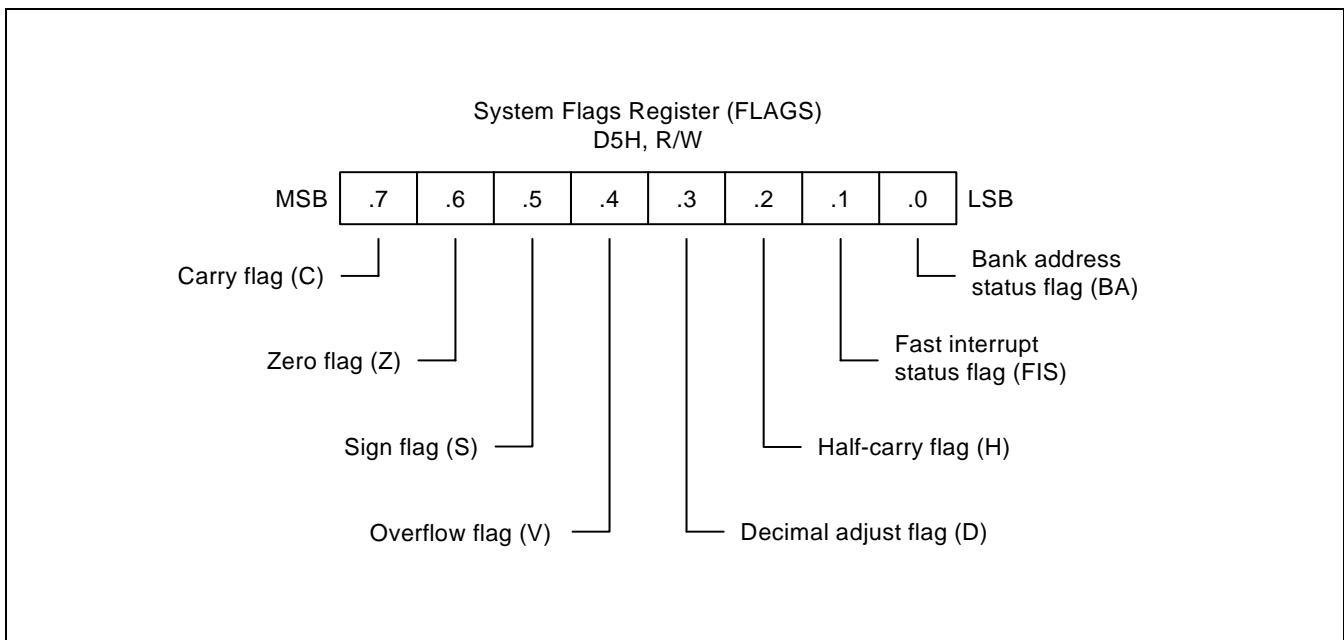 System Flags Register (FLAGS)
D5H, R/W
MSB .7 .6 .5 .4 .3 .2 .1 .0 LSB
Carry flag (C)
Bank address
status flag (BA)
Zero flag (Z)
Fast interrupt
status flag (FIS)
Sign flag (S)
Half-carry flag (H)
Overflow flag (V)
Decimal adjust flag (D)